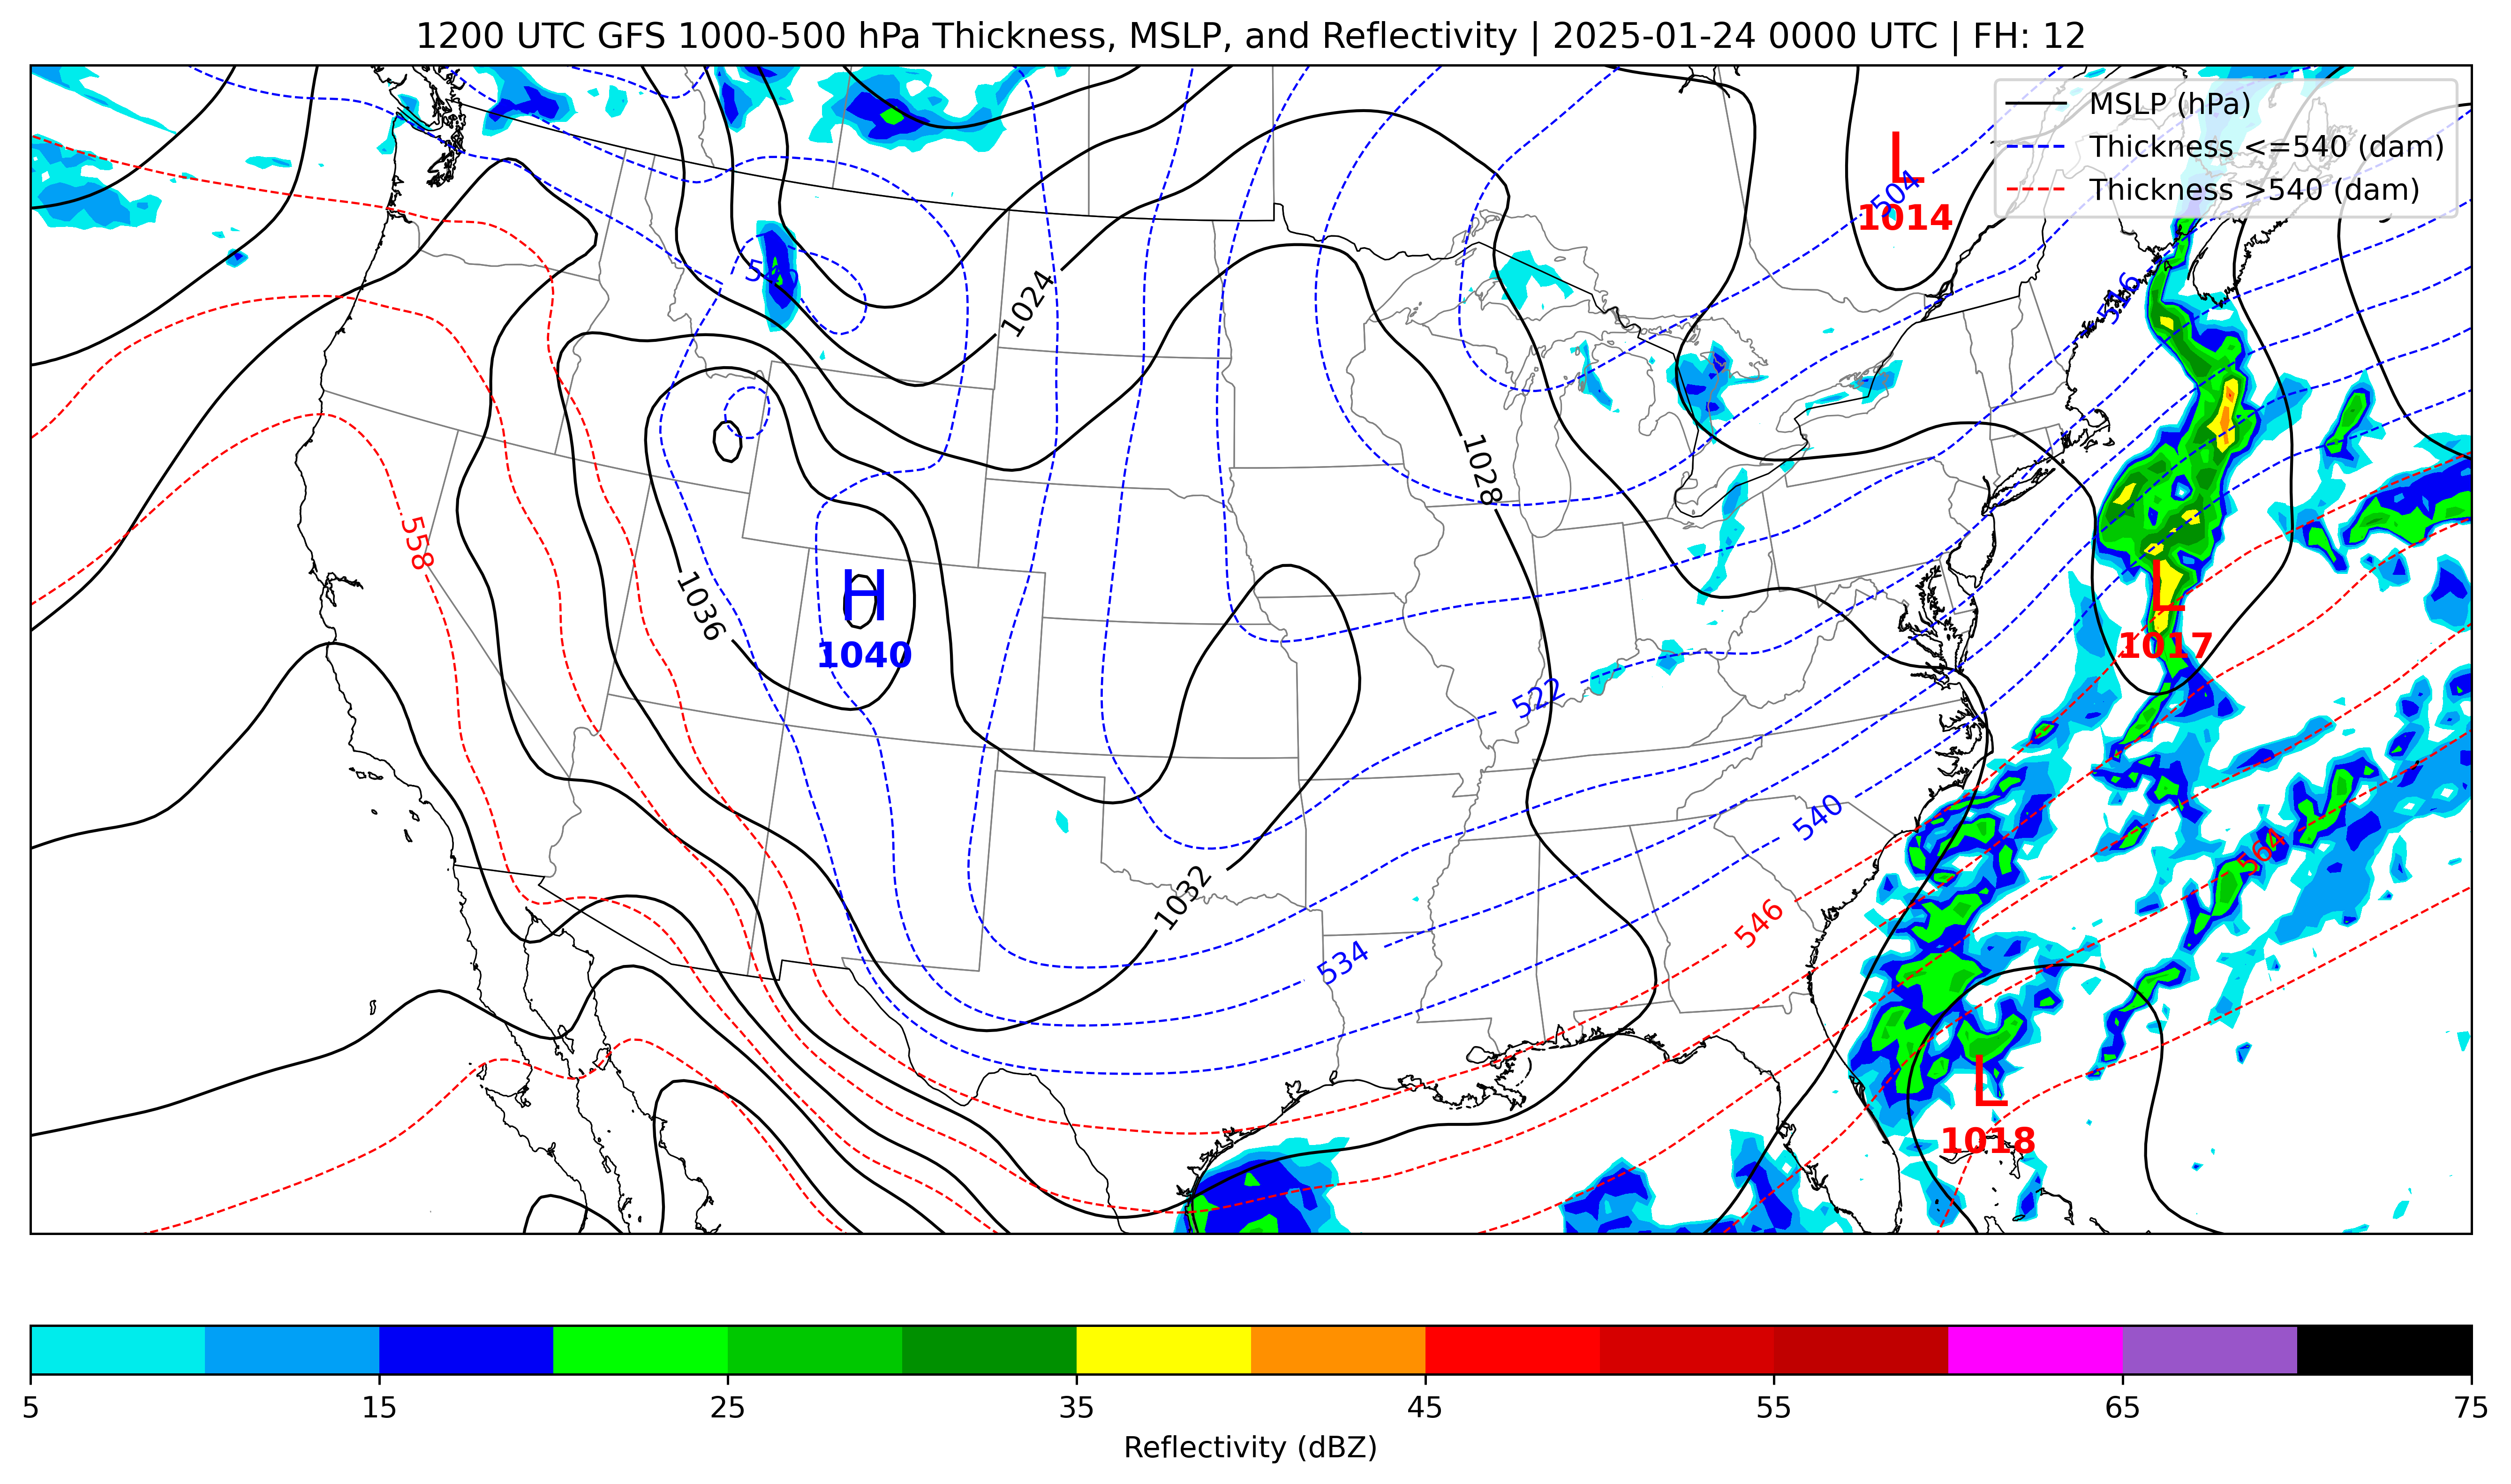 1200 UTC GFS 1000-500 hPa Thickness, MSLP, and Reflectivity | 2025-01-24 0000 UTC | FH: 12
MSLP (hPa)
Thickness <=540 (dam)
Thickness >540 (dam)
L
504
1014
516
540
1024
1028
558
H
1036
1040
L
1017
522
540
564
1032
546
534
L
1018
5 15 25 35 45 55 65 75
Reflectivity (dBZ)